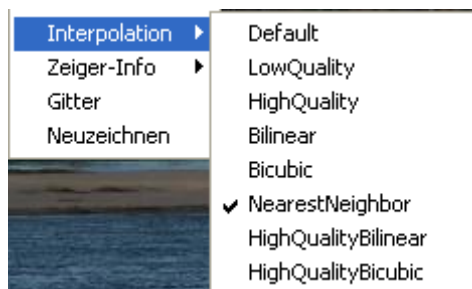 Interpolation
Zeiger-Info
Gitter
Neuzeichnen
Default
LowQuality
HighQuality
Bilinear
Bicubic
NearestNeighbor
HighQualityBilinear
HighQualityBicubic